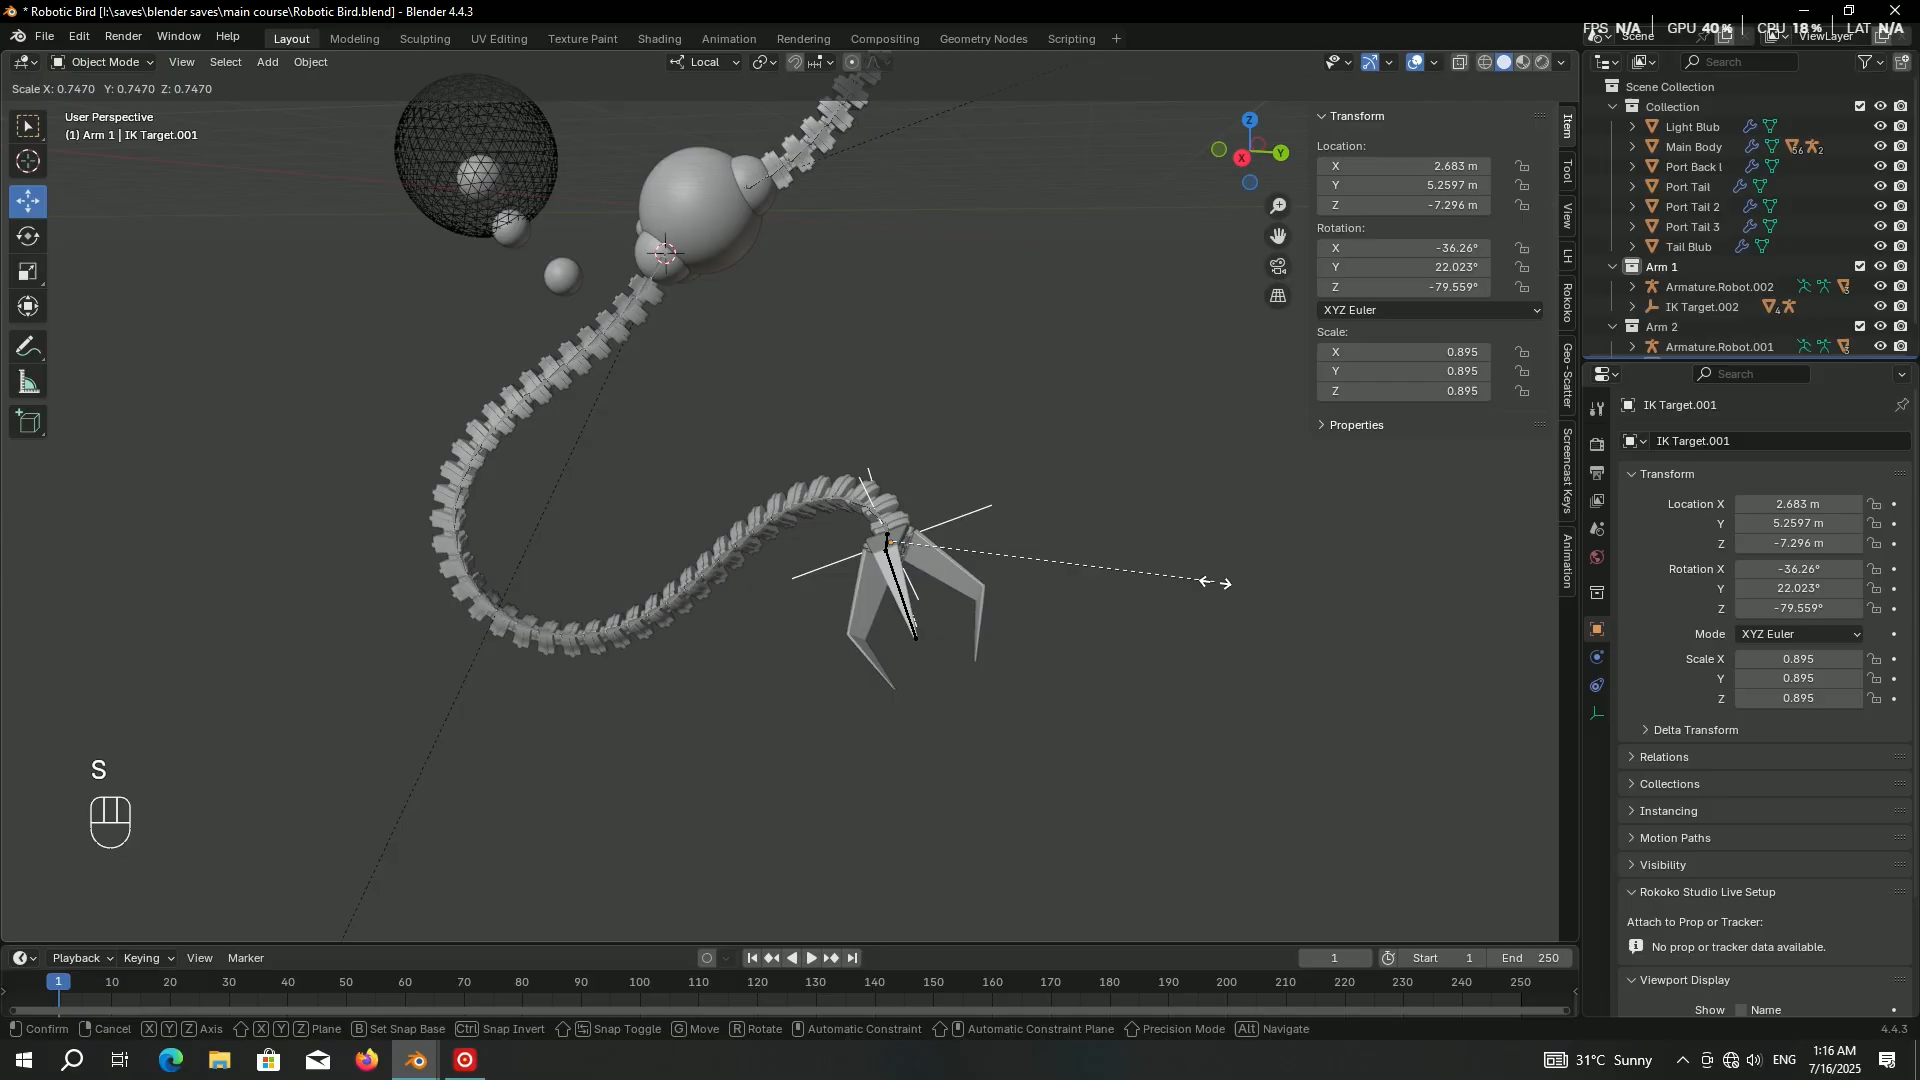 * Robotic Bird [I:\saves\blender saves\main course\Robotic Bird.blend] - Blender 4.4.3
FPS N/A GPU 40 % CPU 18 % LAT N/A
File Edit Render Window Help
Layout Modeling Sculpting UV Editing Texture Paint Shading Animation Rendering Compositing Geometry Nodes Scripting +
Scene ViewLayer
Object Mode View Select Add Object Local
Search
Scale X: 0.7470 Y: 0.7470 Z: 0.7470
User Perspective
(1) Arm 1 | IK Target.001
Z
Y
X
Transform
Location:
X 2.683 m
Y 5.2597 m
Z -7.296 m
Rotation:
X -36.26°
Y 22.023°
Z -79.559°
XYZ Euler
Scale:
X 0.895
Y 0.895
Z 0.895
Properties
Item
Tool
View
LH
Rokoko
Geo-Scatter
Screencast Keys
Animation
Scene Collection
Collection
Light Blub
Main Body 56 2
Port Back l
Port Tail
Port Tail 2
Port Tail 3
Tail Blub
Arm 1
Armature.Robot.002
IK Target.002 4
Arm 2
Armature.Robot.001
Search
IK Target.001
IK Target.001
Transform
Location X 2.683 m
Y 5.2597 m
Z -7.296 m
Rotation X -36.26°
Y 22.023°
Z -79.559°
Mode XYZ Euler
Scale X 0.895
Y 0.895
Z 0.895
Delta Transform
Relations
Collections
Instancing
Motion Paths
Visibility
Rokoko Studio Live Setup
Attach to Prop or Tracker:
No prop or tracker data available.
Viewport Display
Show Name
S
Playback Keying View Marker
1 Start 1 End 250
1 10 20 30 40 50 60 70 80 90 100 110 120 130 140 150 160 170 180 190 200 210 220 230 240 250
Confirm Cancel X Y Z Axis X Y Z Plane B Set Snap Base Ctrl Snap Invert Snap Toggle G Move R Rotate Automatic Constraint Automatic Constraint Plane Precision Mode Alt Navigate 4.4.3
31°C Sunny ENG
1:16 AM
7/16/2025